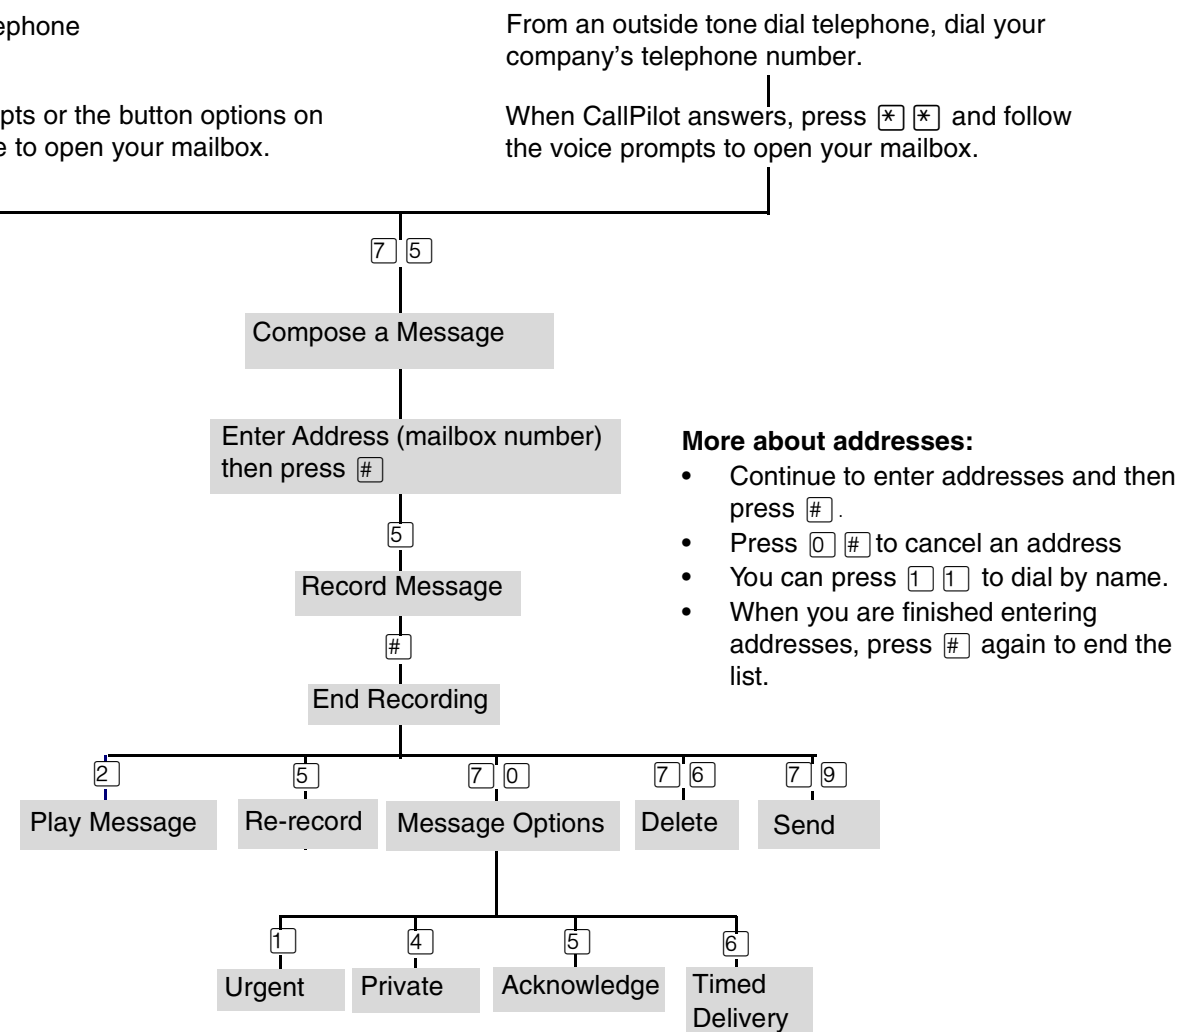 ephone
pts or the button options on
e to open your mailbox.
From an outside tone dial telephone, dial your
company's telephone number.
When CallPilot answers, press * * and follow
the voice prompts to open your mailbox.
7 5
Compose a Message
Enter Address (mailbox number)
then press #
5
Record Message
#
End Recording
More about addresses:
• Continue to enter addresses and then
press # .
• Press 0 # to cancel an address
• You can press 1 1 to dial by name.
• When you are finished entering
addresses, press # again to end the
list.
2
Play Message
5
Re-record
7 0
Message Options
7 6
Delete
7 9
Send
1
Urgent
4
Private
5
Acknowledge
6
Timed
Delivery